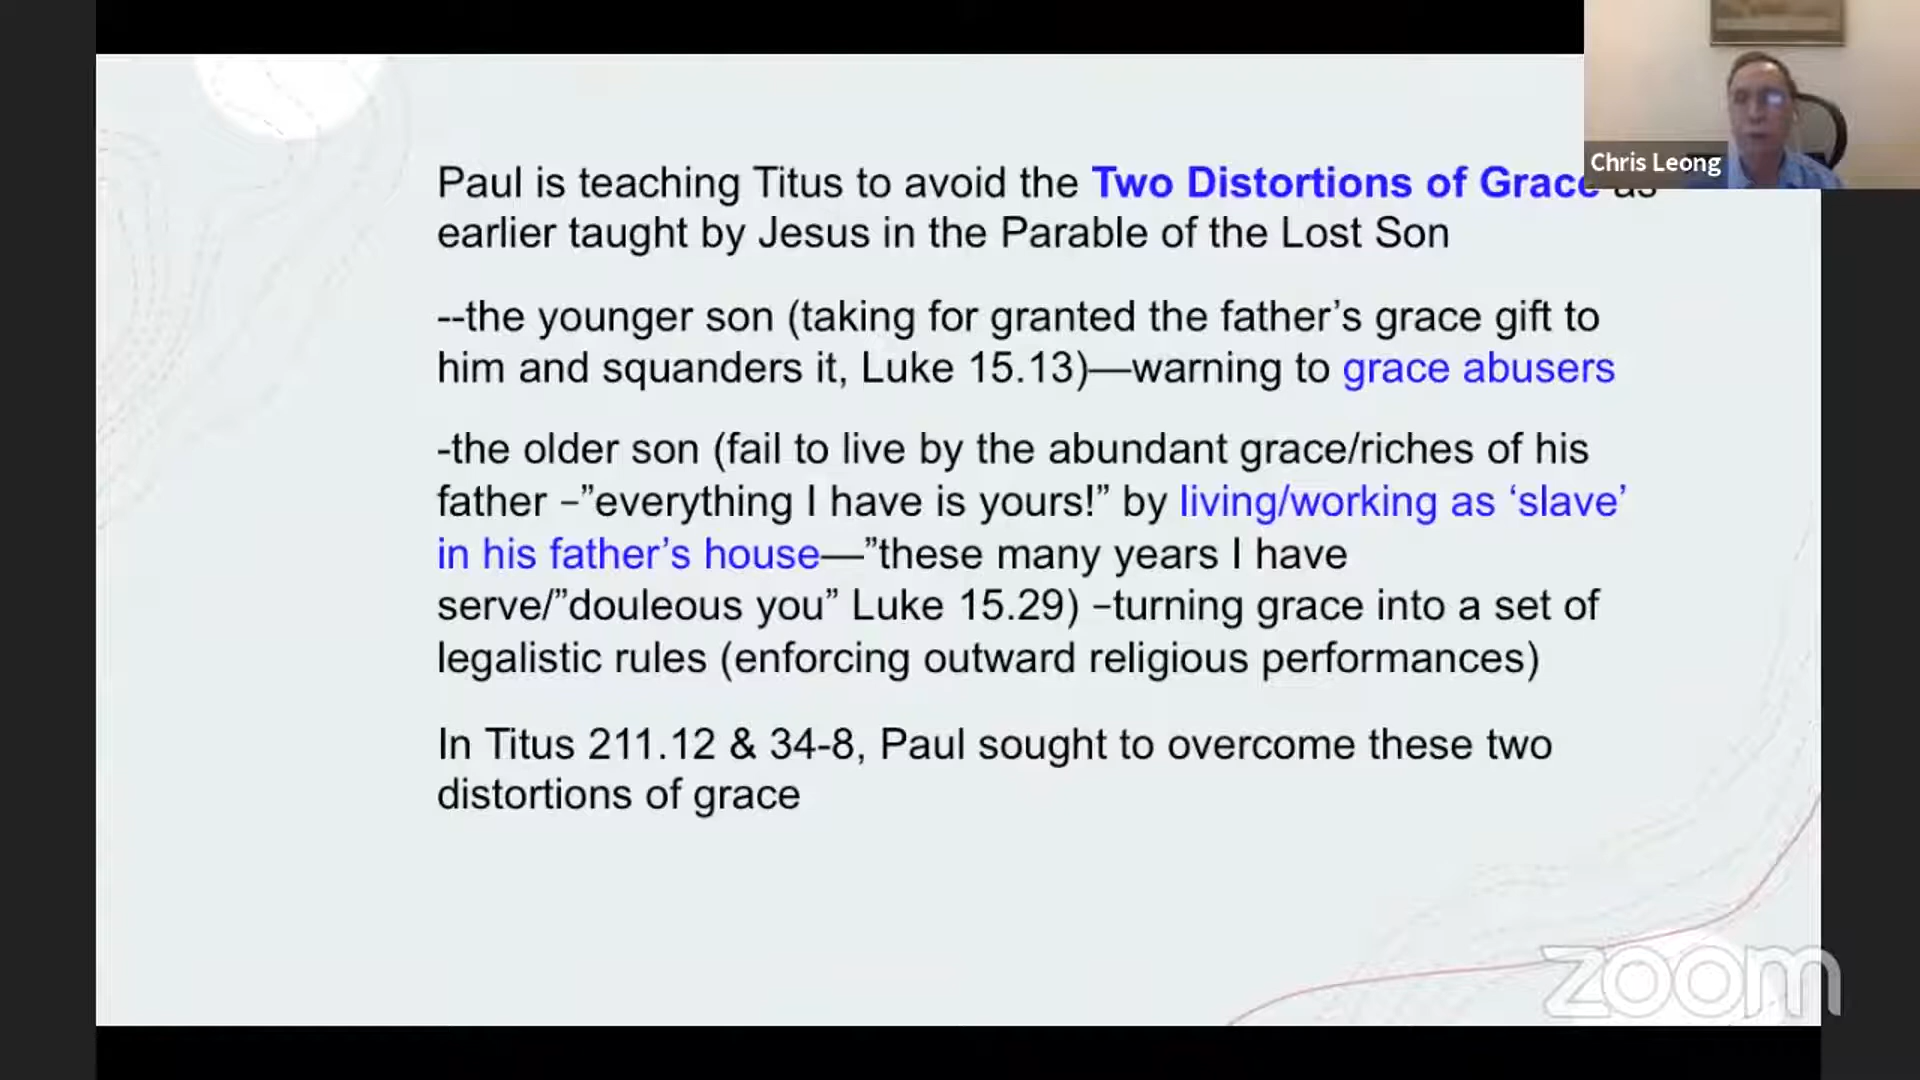 Chris Leong
Paul is teaching Titus to avoid the Two Distortions of Grace as
earlier taught by Jesus in the Parable of the Lost Son
--the younger son (taking for granted the father’s grace gift to
him and squanders it, Luke 15.13)—warning to grace abusers
-the older son (fail to live by the abundant grace/riches of his
father –”everything I have is yours!” by living/working as ‘slave’
in his father’s house—”these many years I have
serve/”douleous you” Luke 15.29) –turning grace into a set of
legalistic rules (enforcing outward religious performances)
In Titus 211.12 & 34-8, Paul sought to overcome these two
distortions of grace
zoom